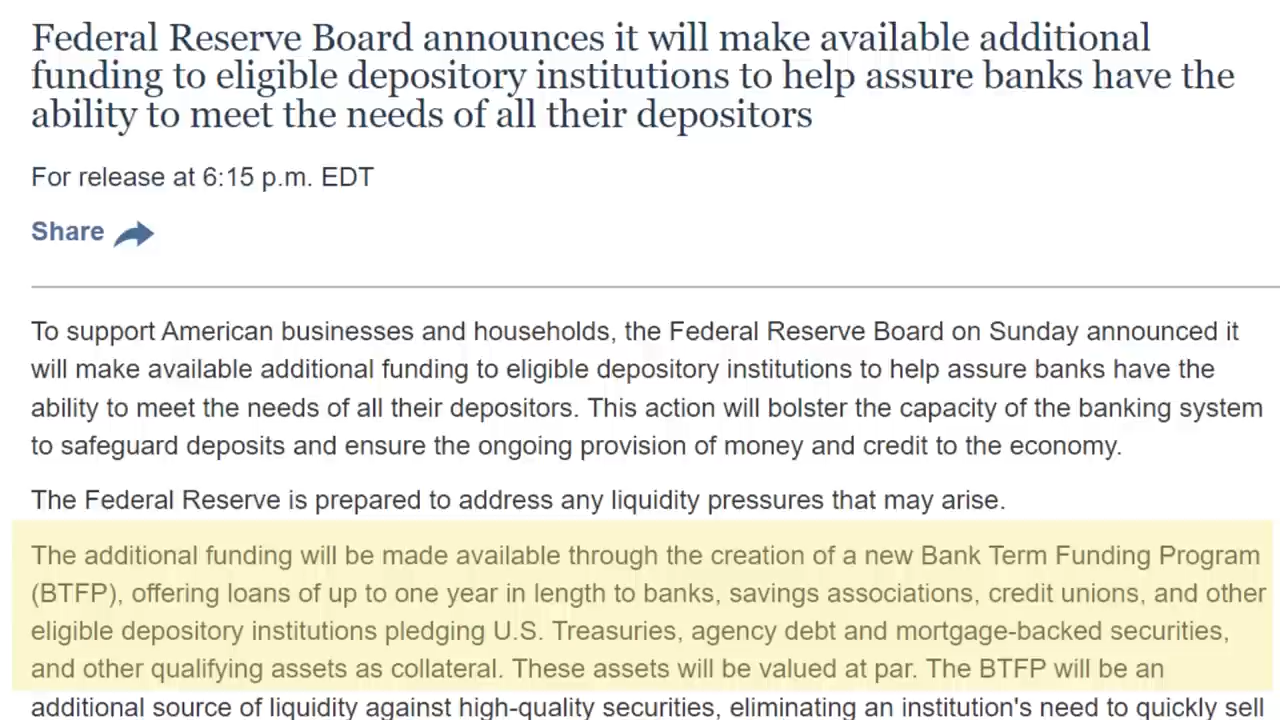 Federal Reserve Board announces it will make available additional
funding to eligible depository institutions to help assure banks have the
ability to meet the needs of all their depositors
For release at 6:15 p.m. EDT
Share
To support American businesses and households, the Federal Reserve Board on Sunday announced it
will make available additional funding to eligible depository institutions to help assure banks have the
ability to meet the needs of all their depositors. This action will bolster the capacity of the banking system
to safeguard deposits and ensure the ongoing provision of money and credit to the economy.
The Federal Reserve is prepared to address any liquidity pressures that may arise.
The additional funding will be made available through the creation of a new Bank Term Funding Program
(BTFP), offering loans of up to one year in length to banks, savings associations, credit unions, and other
eligible depository institutions pledging U.S. Treasuries, agency debt and mortgage-backed securities,
and other qualifying assets as collateral. These assets will be valued at par. The BTFP will be an
additional source of liquidity against high-quality securities, eliminating an institution's need to quickly sell